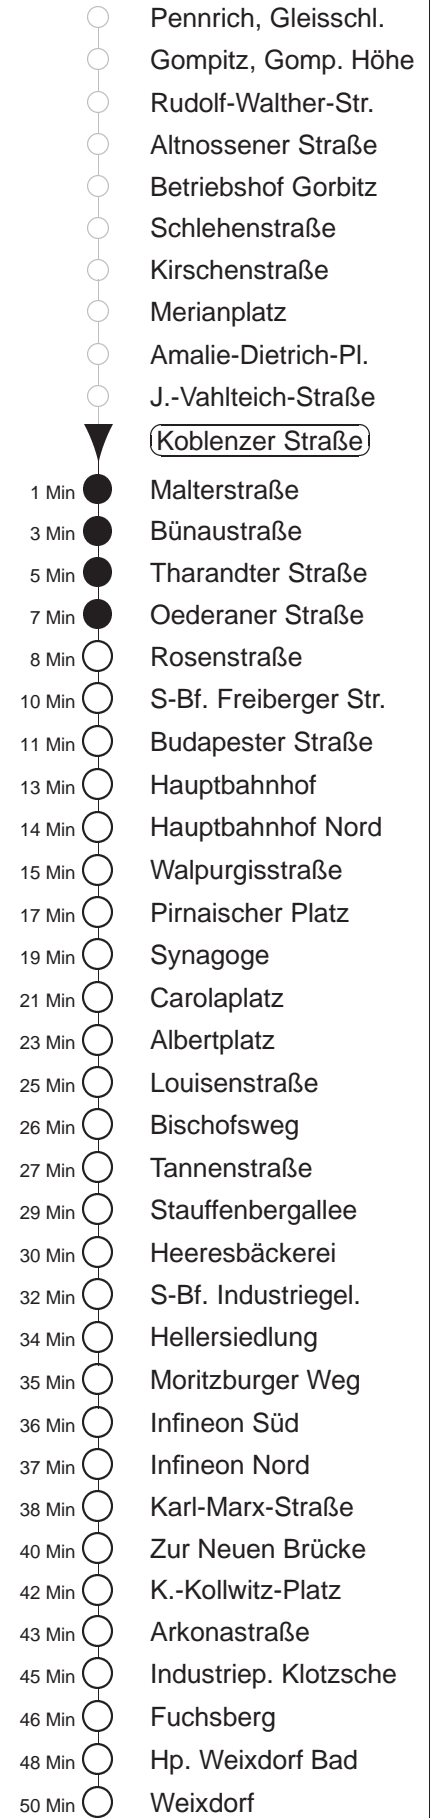 Pennrich, Gleisschl.
Gompitz, Gomp. Höhe
Rudolf-Walther-Str.
Altnossener Straße
Betriebshof Gorbitz
Schlehenstraße
Kirschenstraße
Merianplatz
Amalie-Dietrich-Pl.
J.-Vahlteich-Straße
Koblenzer Straße
1 Min Malterstraße
3 Min Bünaustraße
5 Min Tharandter Straße
7 Min Oederaner Straße
8 Min Rosenstraße
10 Min S-Bf. Freiberger Str.
11 Min Budapester Straße
13 Min Hauptbahnhof
14 Min Hauptbahnhof Nord
15 Min Walpurgisstraße
17 Min Pirnaischer Platz
19 Min Synagoge
21 Min Carolaplatz
23 Min Albertplatz
25 Min Louisenstraße
26 Min Bischofsweg
27 Min Tannenstraße
29 Min Stauffenbergallee
30 Min Heeresbäckerei
32 Min S-Bf. Industriegel.
34 Min Hellersiedlung
35 Min Moritzburger Weg
36 Min Infineon Süd
37 Min Infineon Nord
38 Min Karl-Marx-Straße
40 Min Zur Neuen Brücke
42 Min K.-Kollwitz-Platz
43 Min Arkonastraße
45 Min Industriep. Klotzsche
46 Min Fuchsberg
48 Min Hp. Weixdorf Bad
50 Min Weixdorf